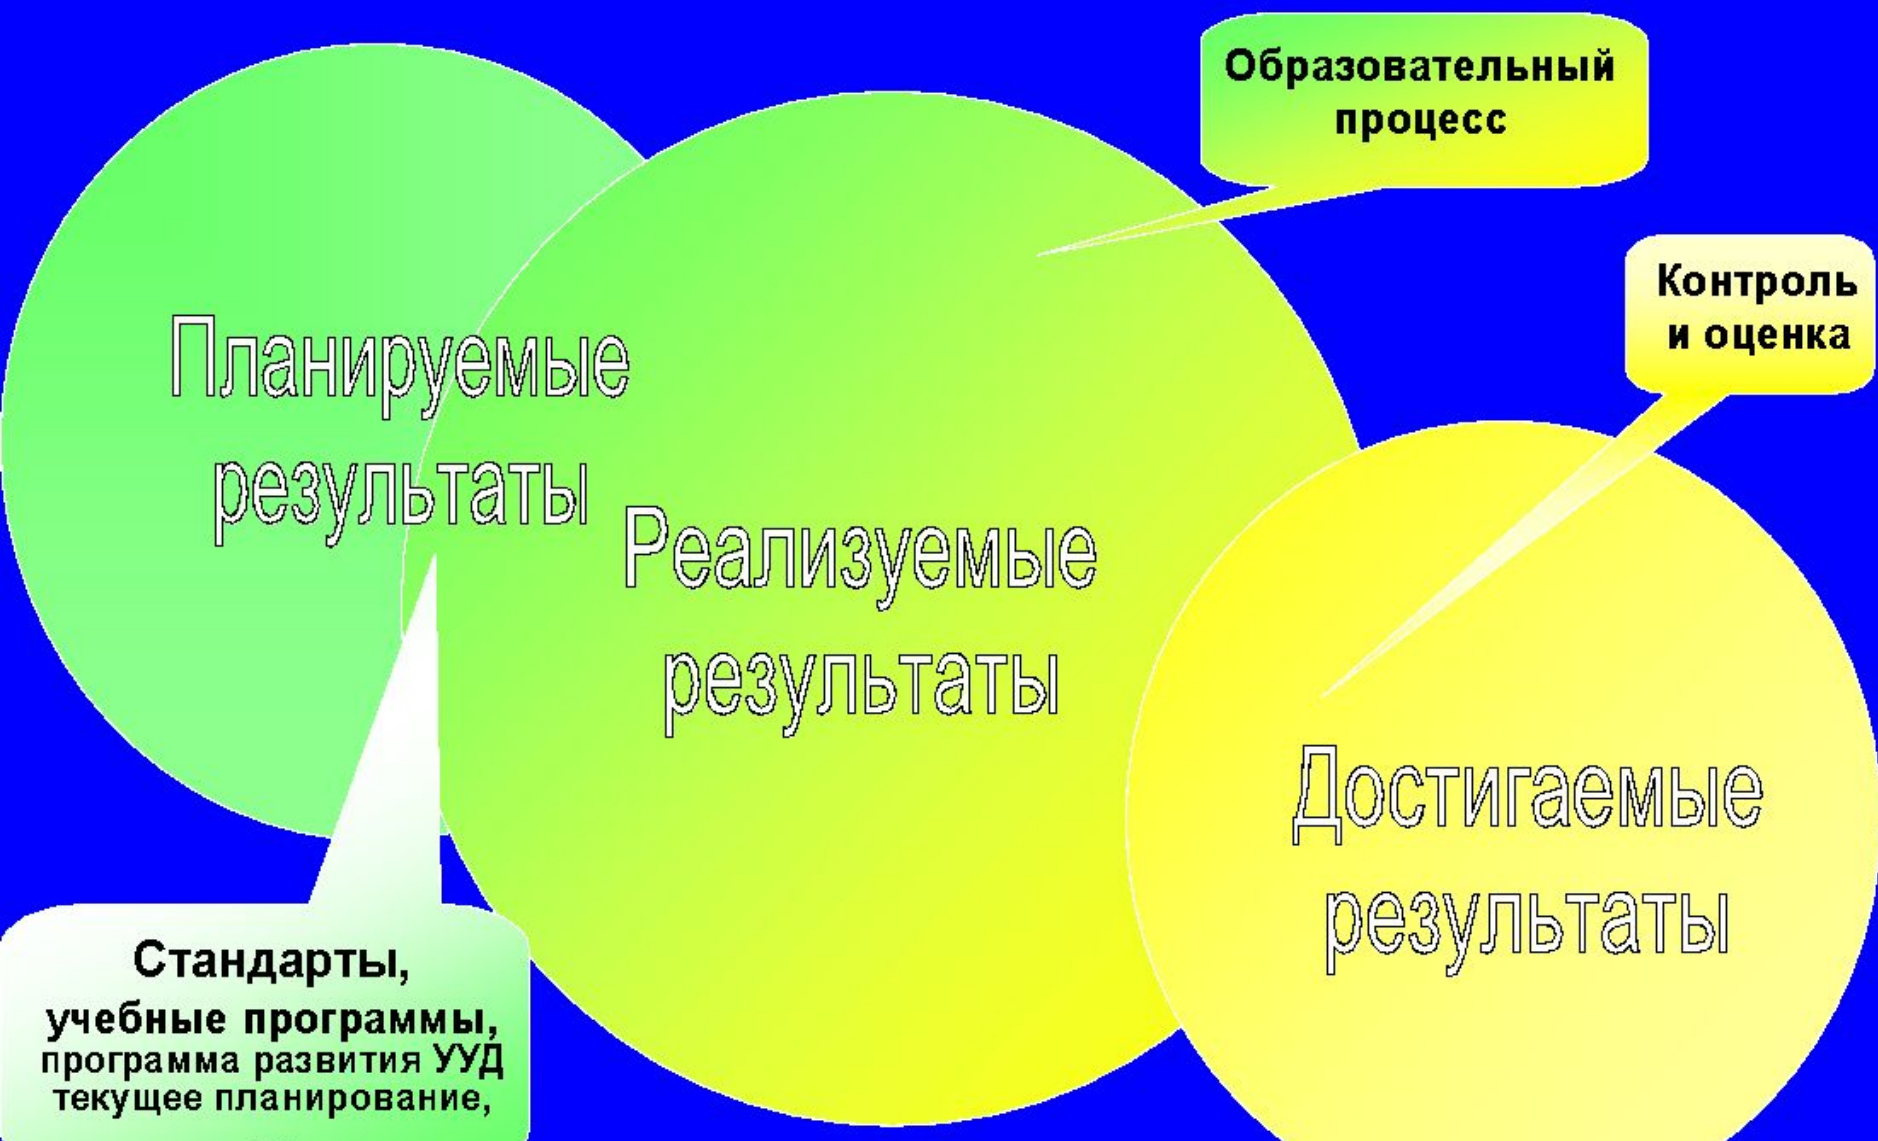 Образовательный
процесс
Контроль
и оценка
Планируемые
результаты
Реализуемые
результаты
Достигаемые
результаты
Стандарты,
учебные программы,
программа развития УУД
текущее планирование,